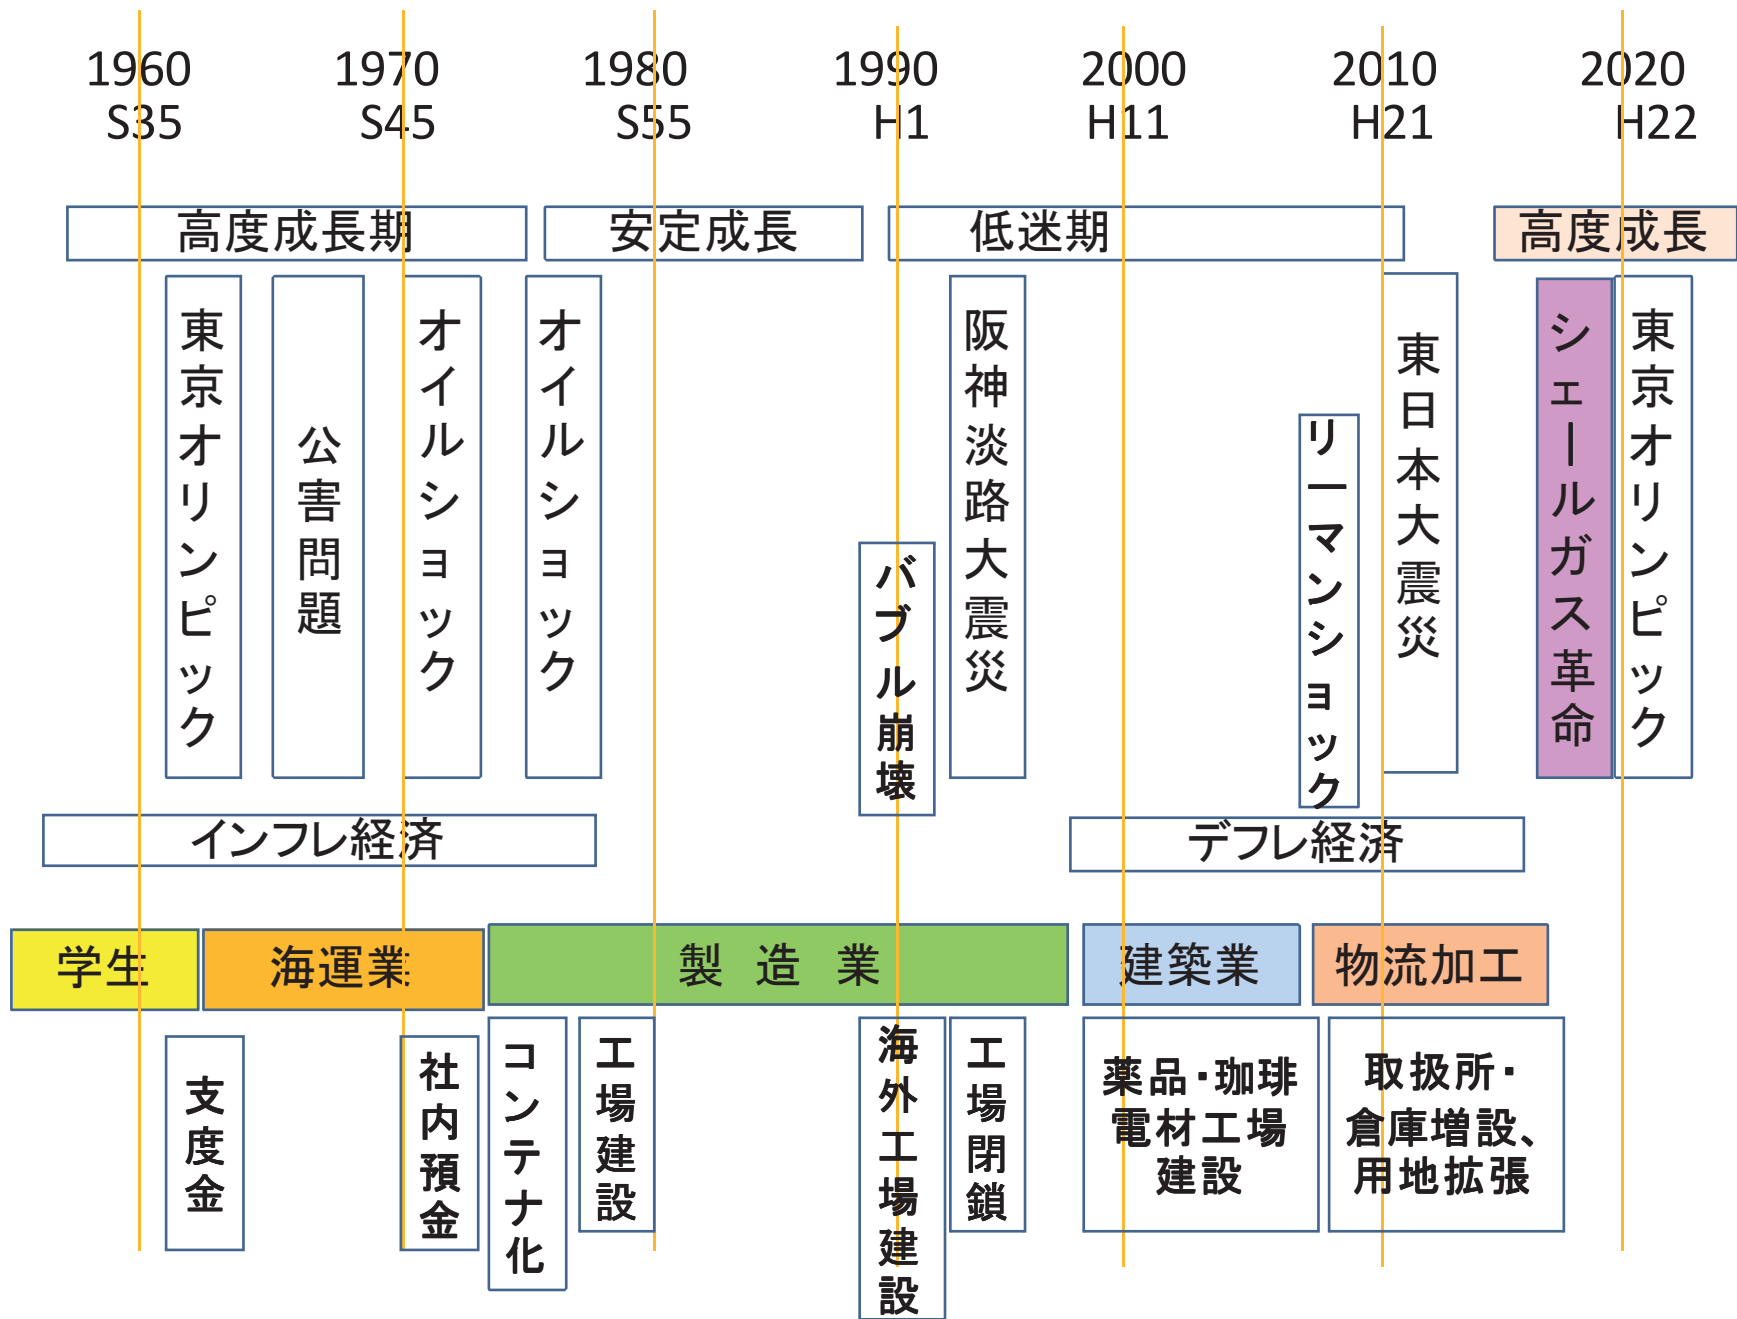 1960 1970 1980 1990 2000 2010 2020
S35 S45 S55 H1 H11 H21 H22
高度成長期 安定成長 低迷期 高度成長
東京オリンピック
公害問題
オイルショック
オイルショック
バブル崩壊
阪神淡路大震災
リーマンショック
東日本大震災
シェールガス革命
東京オリンピック
インフレ経済 デフレ経済
学生 海運業 製造業 建築業 物流加工
支度金
社内預金
コンテナ化
工場建設
海外工場建設
工場閉鎖
薬品・珈琲
電材工場
建設
取扱所・
倉庫増設、
用地拡張